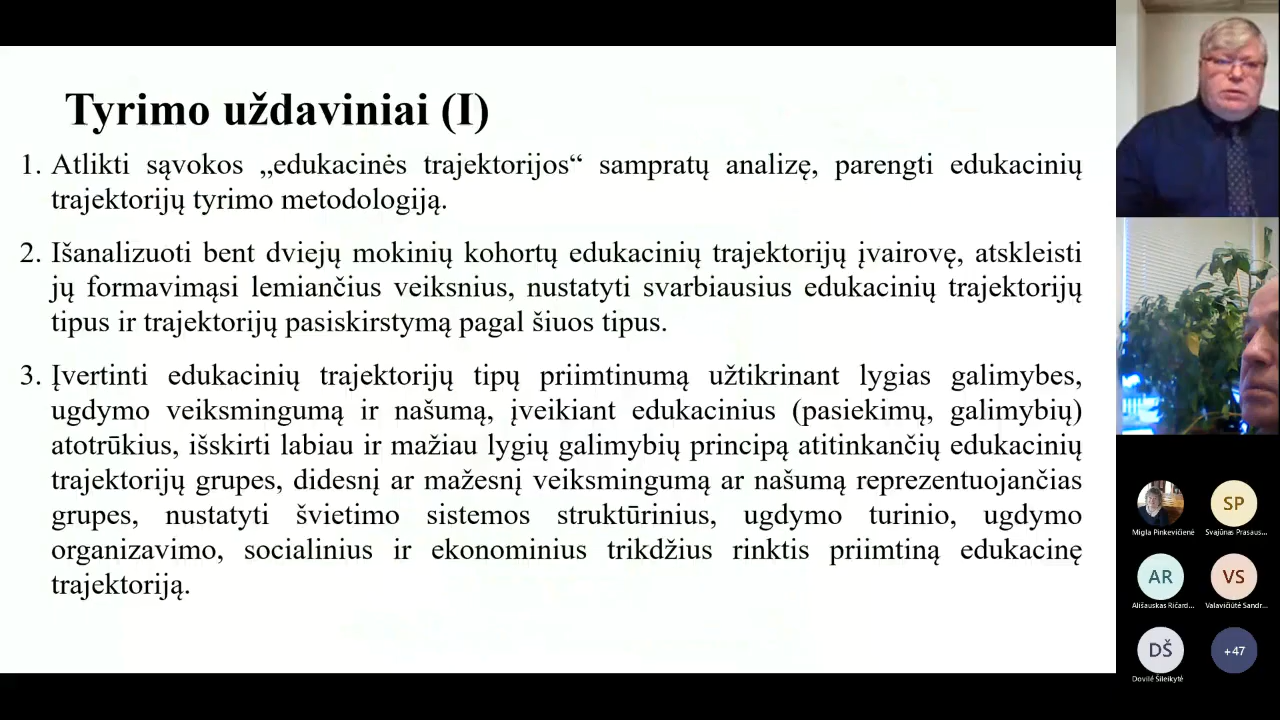 Tyrimo uždaviniai (I)
1. Atlikti sąvokos „edukacinės trajektorijos“ sampratų analizę, parengti edukacinių
trajektorijų tyrimo metodologiją.
2. Išanalizuoti bent dviejų mokinių kohortų edukacinių trajektorijų įvairovę, atskleisti
jų formavimąsi lemiančius veiksnius, nustatyti svarbiausius edukacinių trajektorijų
tipus ir trajektorijų pasiskirstymą pagal šiuos tipus.
3. Įvertinti edukacinių trajektorijų tipų priimtinumą užtikrinant lygias galimybes,
ugdymo veiksmingumą ir našumą, įveikiant edukacinius (pasiekimų, galimybių)
atotrūkius, išskirti labiau ir mažiau lygių galimybių principą atitinkančių edukacinių
trajektorijų grupes, didesnį ar mažesnį veiksmingumą ar našumą reprezentuojančias
grupes, nustatyti švietimo sistemos struktūrinius, ugdymo turinio, ugdymo
organizavimo, socialinius ir ekonominius trikdžius rinktis priimtiną edukacinę
trajektoriją.
Migla Pinkevičienė
SP
Svajūnas Prasaus...
AR
Ališauskas Ričard...
VS
Valavičiūtė Sandr...
DŠ
Dovilė Šileikytė
+47